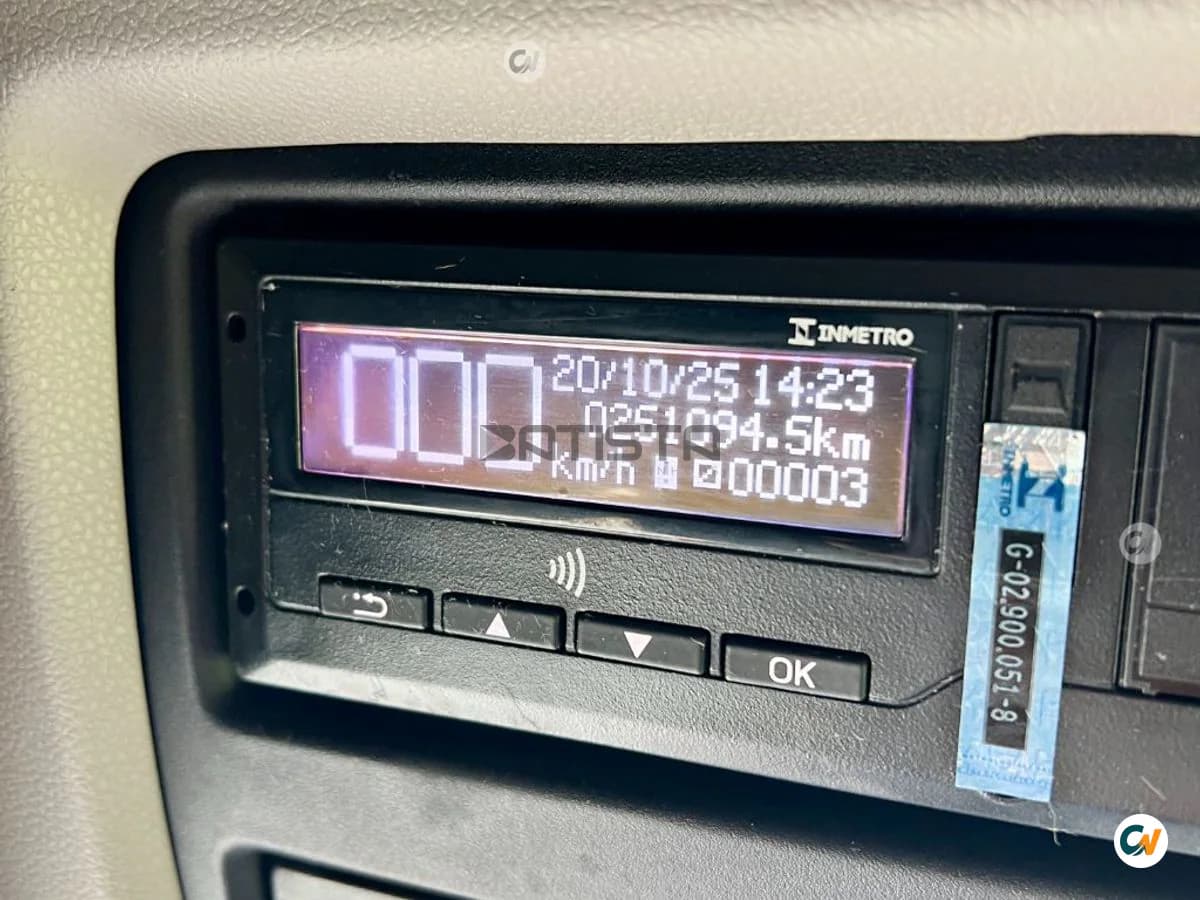 INMETRO
000
20/10/25 14:23
0251094.5km
km/h 00003
BATISTA
OK
INMETRO
G-02.900.051-8